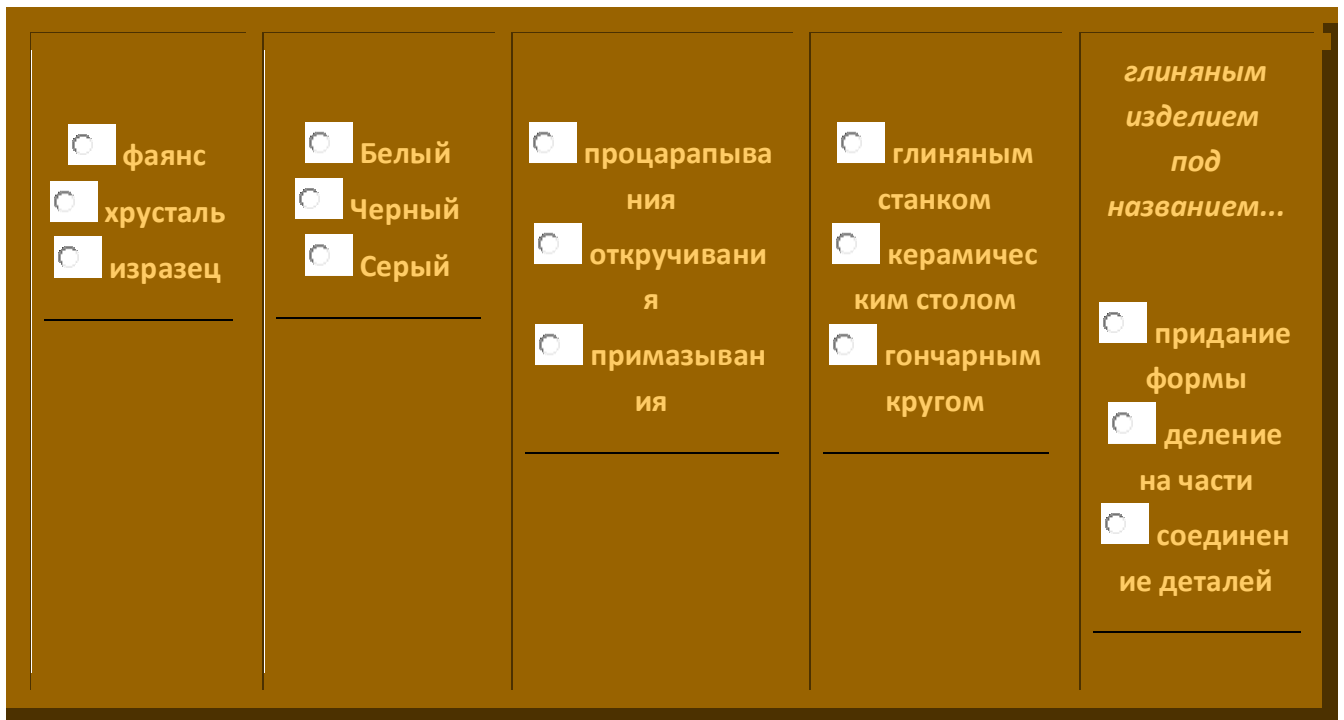 фаянс
хрусталь
изразец
Белый
Черный
Серый
процарапыва
ния
откручивани
я
примазыван
ия
глиняным
станком
керамичес
ким столом
гончарным
кругом
глиняным
изделием
под
названием...
придание
формы
деление
на части
соединен
ие деталей